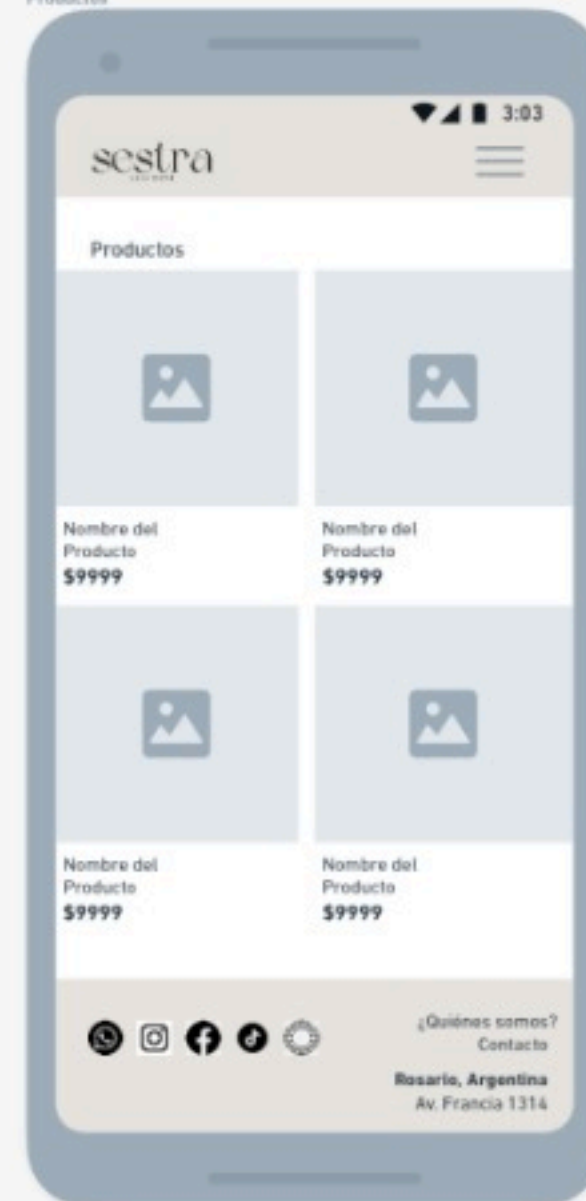 Productos
3:03
sestra
Productos
Nombre del
Producto
$9999
Nombre del
Producto
$9999
Nombre del
Producto
$9999
Nombre del
Producto
$9999
¿Quiénes somos?
Contacto
Rosario, Argentina
Av. Francia 1314